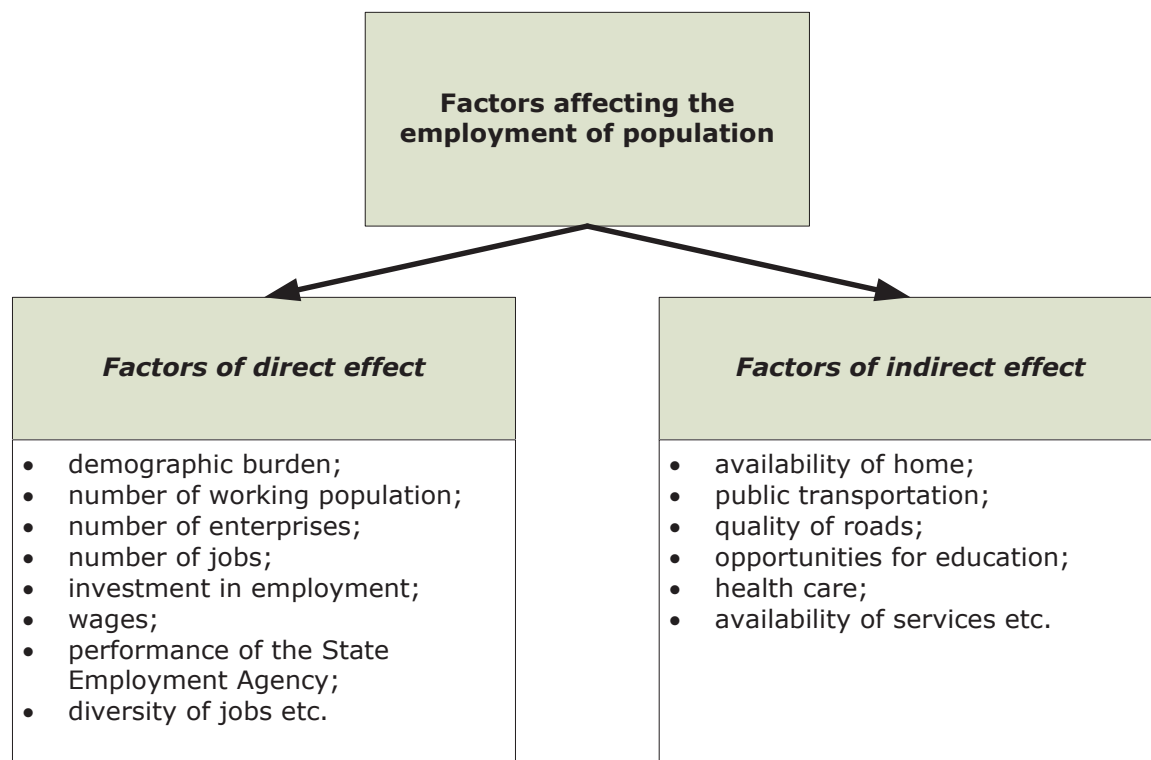 Factors affecting the
employment of population
Factors of direct effect
• demographic burden;
• number of working population;
• number of enterprises;
• number of jobs;
• investment in employment;
• wages;
• performance of the State
Employment Agency;
• diversity of jobs etc.
Factors of indirect effect
• availability of home;
• public transportation;
• quality of roads;
• opportunities for education;
• health care;
• availability of services etc.